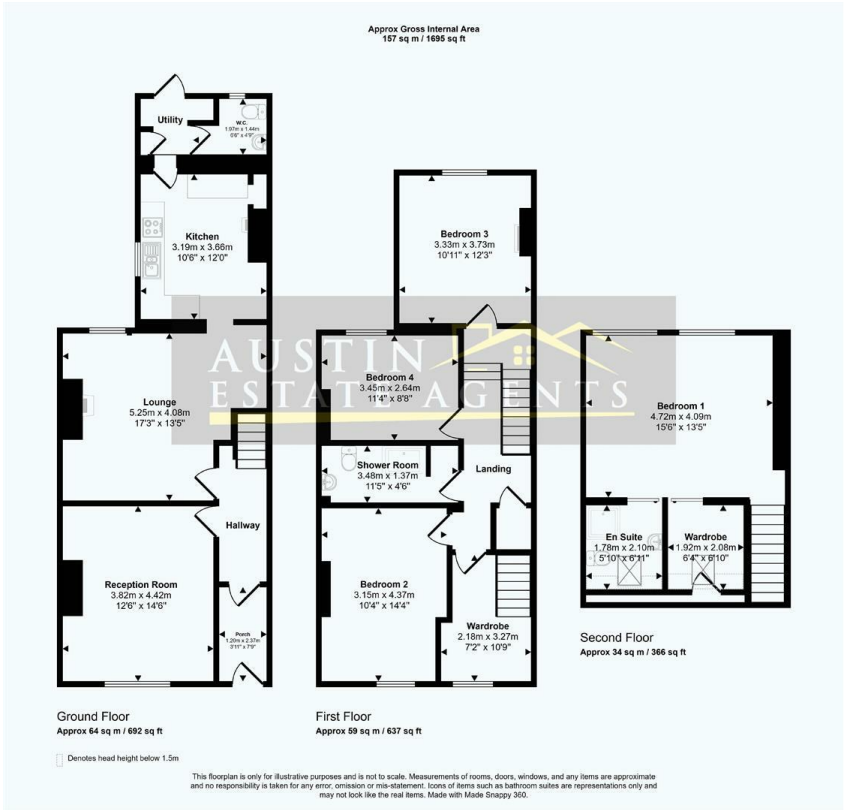 Approx Gross Internal Area
157 sq m / 1695 sq ft
Utility
W.C.
1.97m x 1.44m
6'6" x 4'9"
Kitchen
3.19m x 3.66m
10'6" x 12'0"
Lounge
5.25m x 4.08m
17'3" x 13'5"
Hallway
Reception Room
3.82m x 4.42m
12'6" x 14'6"
Porch
1.20m x 2.37m
3'11" x 7'9"
Ground Floor
Approx 64 sq m / 692 sq ft
Bedroom 3
3.33m x 3.73m
10'11" x 12'3"
Bedroom 4
3.45m x 2.64m
11'4" x 8'8"
Shower Room
3.48m x 1.37m
11'5" x 4'6"
Landing
Bedroom 2
3.15m x 4.37m
10'4" x 14'4"
Wardrobe
2.18m x 3.27m
7'2" x 10'9"
First Floor
Approx 59 sq m / 637 sq ft
Bedroom 1
4.72m x 4.09m
15'6" x 13'5"
En Suite
1.78m x 2.10m
5'10" x 6'11"
Wardrobe
1.92m x 2.08m
6'4" x 6'10"
Second Floor
Approx 34 sq m / 366 sq ft
AUSTIN
ESTATE AGENTS
Denotes head height below 1.5m
This floorplan is only for illustrative purposes and is not to scale. Measurements of rooms, doors, windows, and any items are approximate
and no responsibility is taken for any error, omission or mis-statement. Icons of items such as bathroom suites are representations only and
may not look like the real items. Made with Made Snappy 360.